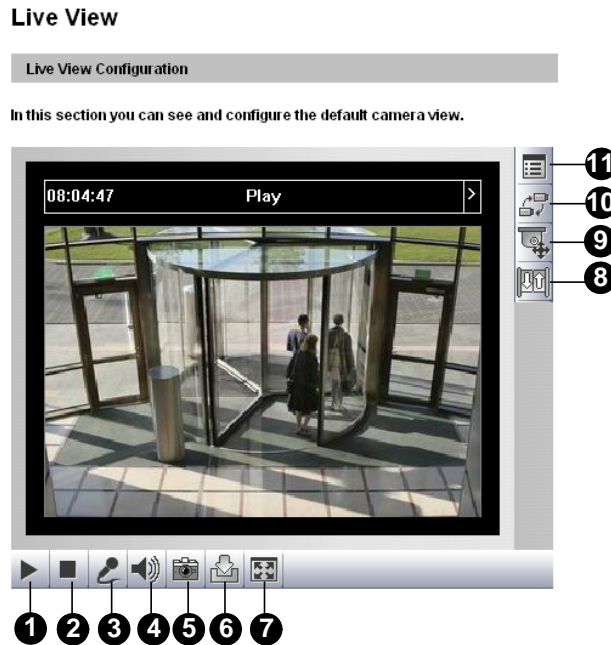 Live View
Live View Configuration
In this section you can see and configure the default camera view.
08:04:47 Play >
11
10
9
8
1 2 3 4 5 6 7